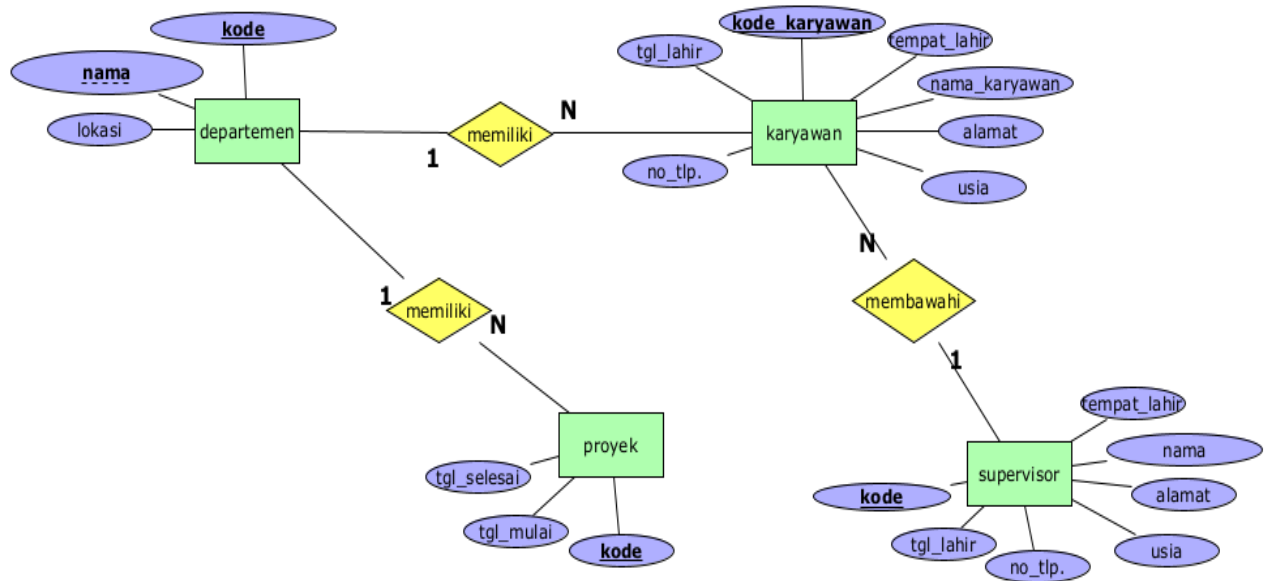 kode
nama
lokasi
departemen
memiliki
1
N
kode_karyawan
tgl_lahir
tempat_lahir
nama_karyawan
karyawan
alamat
no_tlp.
usia
N
membawahi
1
1
memiliki
N
proyek
tgl_selesai
tgl_mulai
kode
tempat_lahir
nama
supervisor
kode
alamat
tgl_lahir
usia
no_tlp.